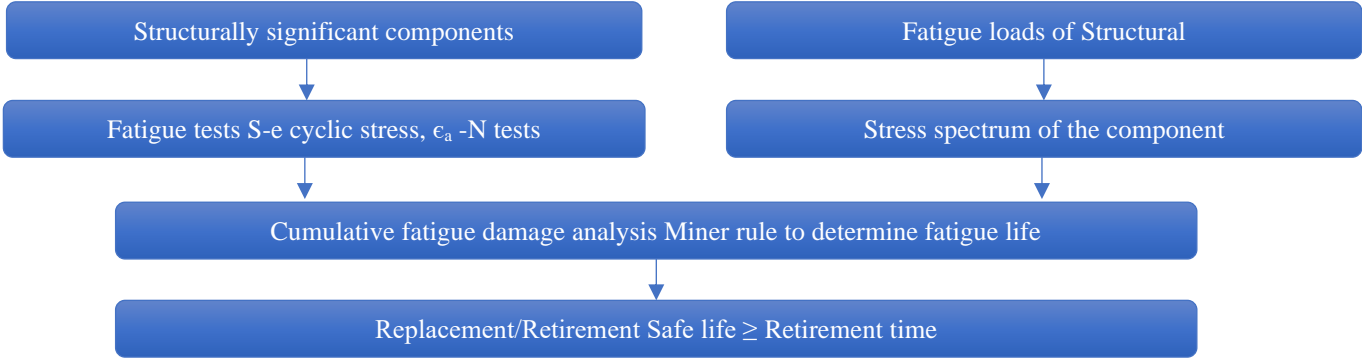 Structurally significant components
Fatigue loads of Structural
Fatigue tests S-e cyclic stress, ϵₐ -N tests
Stress spectrum of the component
Cumulative fatigue damage analysis Miner rule to determine fatigue life
Replacement/Retirement Safe life ≥ Retirement time